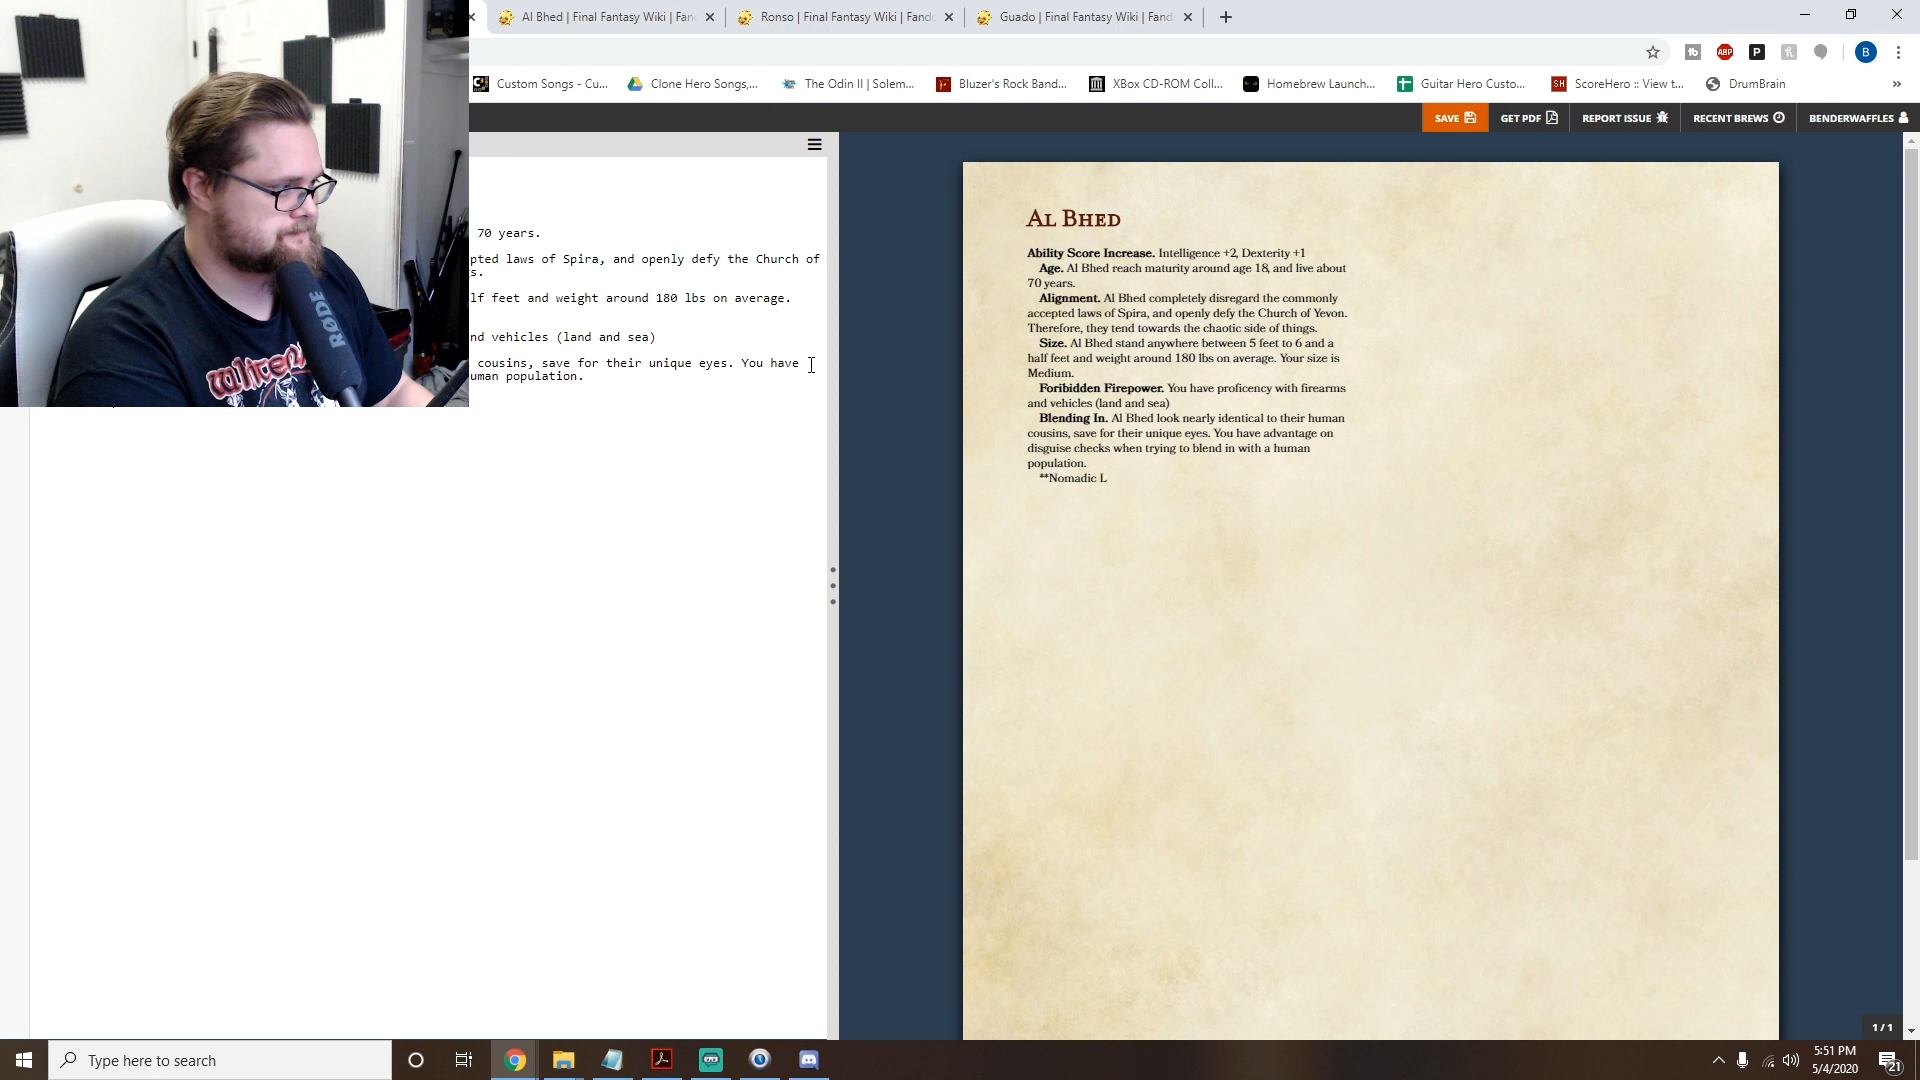 Al Bhed | Final Fantasy Wiki | Fan
Ronso | Final Fantasy Wiki | Fand
Guado | Final Fantasy Wiki | Fand
ABP
P
B
Custom Songs - Cu...
Clone Hero Songs,...
The Odin II | Solem...
Bluzer's Rock Band...
XBox CD-ROM Coll...
Homebrew Launch...
Guitar Hero Custo...
SH
ScoreHero :: View t...
DrumBrain
SAVE
GET PDF
REPORT ISSUE
RECENT BREWS
BENDERWAFFLES
70 years.
pted laws of Spira, and openly defy the Church of
s.
lf feet and weight around 180 lbs on average.
nd vehicles (land and sea)
cousins, save for their unique eyes. You have
uman population.
RØDE
Al Bhed
Ability Score Increase. Intelligence +2, Dexterity +1
Age. Al Bhed reach maturity around age 18, and live about
70 years.
Alignment. Al Bhed completely disregard the commonly
accepted laws of Spira, and openly defy the Church of Yevon.
Therefore, they tend towards the chaotic side of things.
Size. Al Bhed stand anywhere between 5 feet to 6 and a
half feet and weight around 180 lbs on average. Your size is
Medium.
Foribidden Firepower. You have proficency with firearms
and vehicles (land and sea)
Blending In. Al Bhed look nearly identical to their human
cousins, save for their unique eyes. You have advantage on
disguise checks when trying to blend in with a human
population.
**Nomadic L
1 / 1
Type here to search
5:51 PM
5/4/2020
21